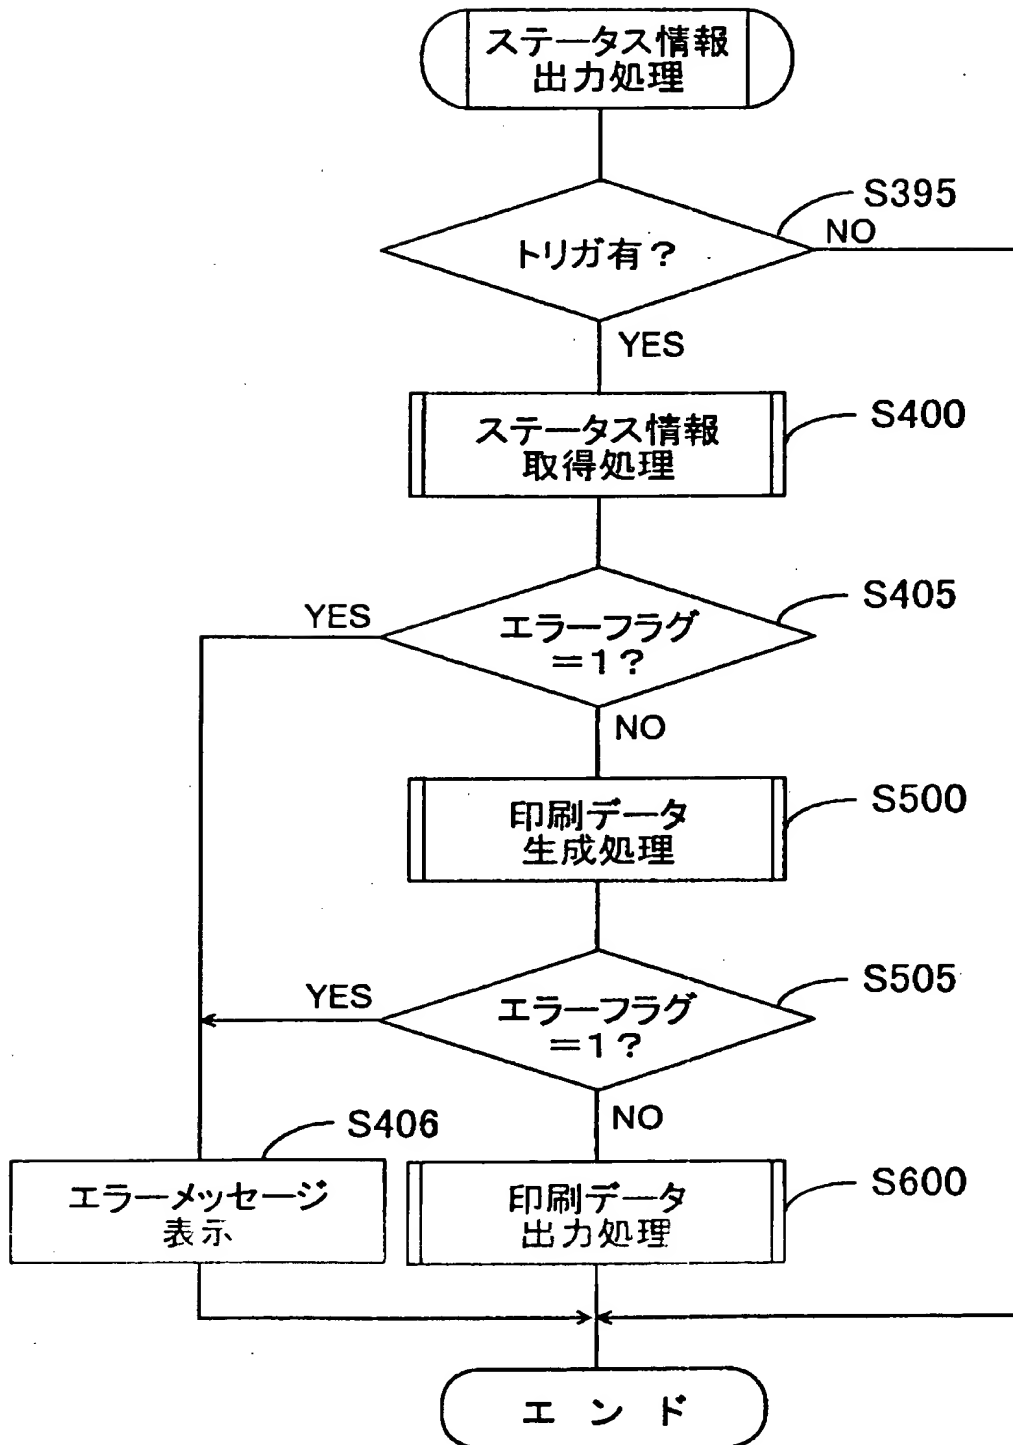 ステータス情報
出力処理
S395
トリガ有？
NO
YES
ステータス情報
取得処理
S400
S405
YES
エラーフラグ
＝１？
NO
印刷データ
生成処理
S500
S505
YES
エラーフラグ
＝１？
NO
S406
エラーメッセージ
表示
印刷データ
出力処理
S600
エンド